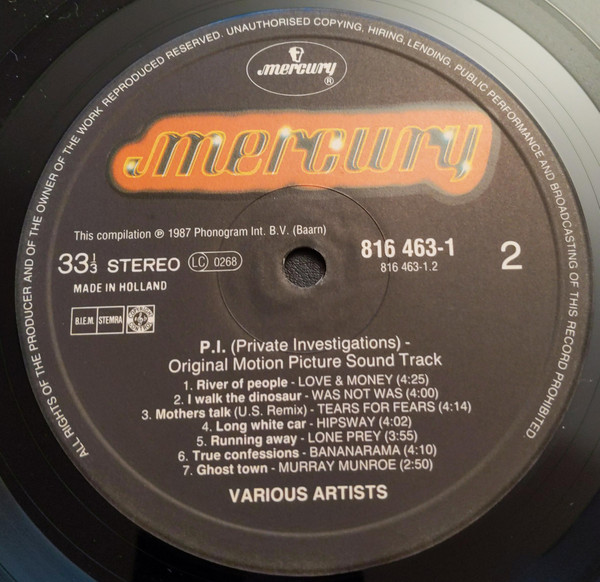 ALL RIGHTS OF THE PRODUCER AND OF THE OWNER OF THE WORK REPRODUCED RESERVED. UNAUTHORISED COPYING, HIRING, LENDING, PUBLIC PERFORMANCE AND BROADCASTING OF THIS RECORD PROHIBITED
mercury ®
mercury
This compilation ℗ 1987 Phonogram Int. B.V. (Baarn)
33⅓ STEREO LC 0268
MADE IN HOLLAND
816 463-1
816 463-1.2
2
B.I.E.M. STEMRA
P.I. (Private Investigations) -
Original Motion Picture Sound Track
1. River of people - LOVE & MONEY (4:25)
2. I walk the dinosaur - WAS NOT WAS (4:00)
3. Mothers talk (U.S. Remix) - TEARS FOR FEARS (4:14)
4. Long white car - HIPSWAY (4:02)
5. Running away - LONE PREY (3:55)
6. True confessions - BANANARAMA (4:10)
7. Ghost town - MURRAY MUNROE (2:50)
VARIOUS ARTISTS